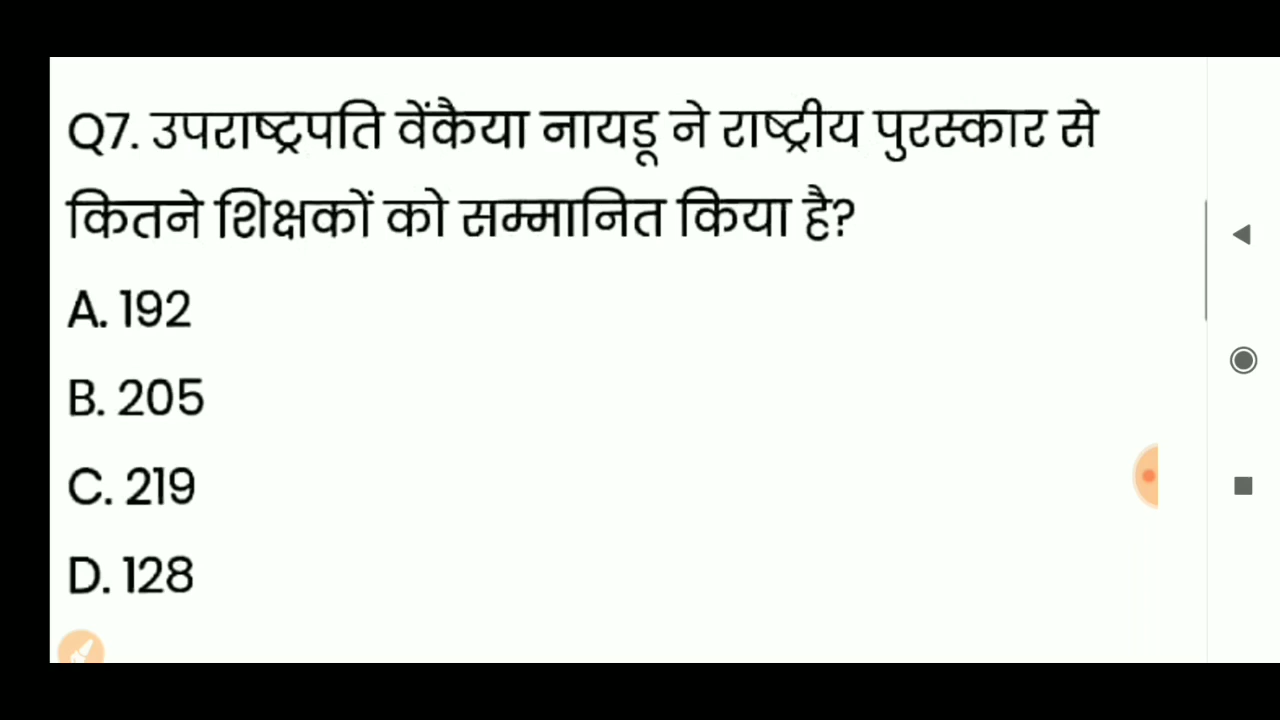 Q7. उपराष्ट्रपति वेंकैया नायडू ने राष्ट्रीय पुरस्कार से
कितने शिक्षकों को सम्मानित किया है?
A. 192
B. 205
C. 219
D. 128